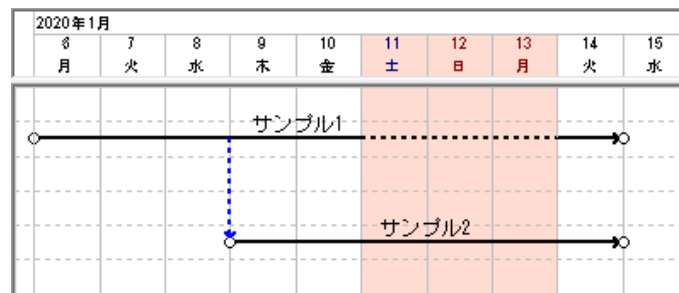 2020年1月
6 7 8 9 10 11 12 13 14 15
月 火 水 木 金 土 日 月 火 水
サンプル1
サンプル2